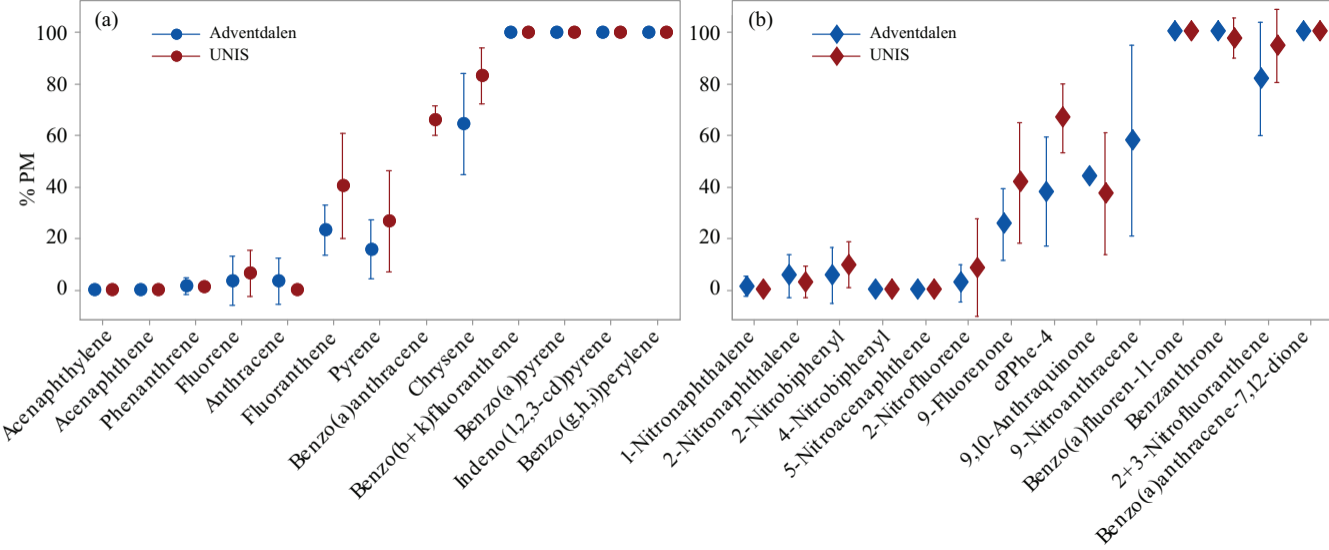 (a)
Adventdalen
UNIS
% PM
100
80
60
40
20
0
Acenaphthylene
Acenaphthene
Phenanthrene
Fluorene
Anthracene
Fluoranthene
Pyrene
Benzo(a)anthracene
Chrysene
Benzo(b+k)fluoranthene
Benzo(a)pyrene
Indeno(1,2,3-cd)pyrene
Benzo(g,h,i)perylene
(b)
Adventdalen
UNIS
100
80
60
40
20
0
1-Nitronaphthalene
2-Nitronaphthalene
2-Nitrobiphenyl
4-Nitrobiphenyl
5-Nitroacenaphthene
2-Nitrofluorene
9-Fluorenone
cPPhe-4
9,10-Anthraquinone
9-Nitroanthracene
Benzo(a)fluoren-11-one
Benzanthrone
2+3-Nitrofluoranthene
Benzo(a)anthracene-7,12-dione